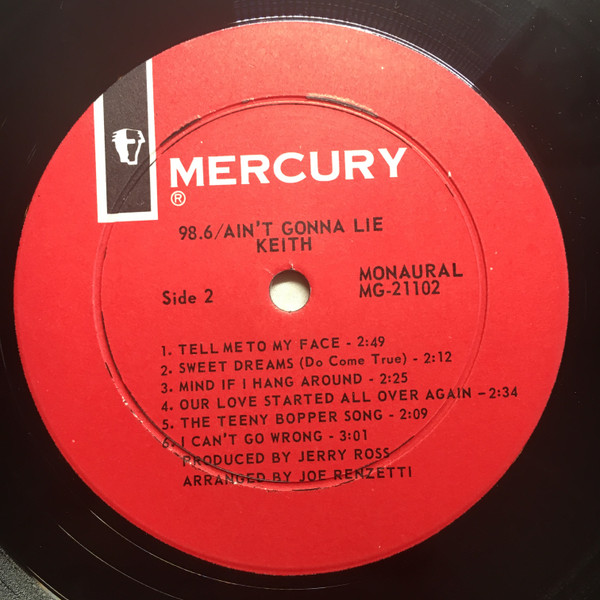 MERCURY
®
98.6/AIN'T GONNA LIE
KEITH
Side 2
MONAURAL
MG-21102
1. TELL ME TO MY FACE - 2:49
2. SWEET DREAMS (Do Come True) - 2:12
3. MIND IF I HANG AROUND - 2:25
4. OUR LOVE STARTED ALL OVER AGAIN - 2:34
5. THE TEENY BOPPER SONG - 2:09
6. I CAN'T GO WRONG - 3:01
PRODUCED BY JERRY ROSS
ARRANGED BY JOE RENZETTI